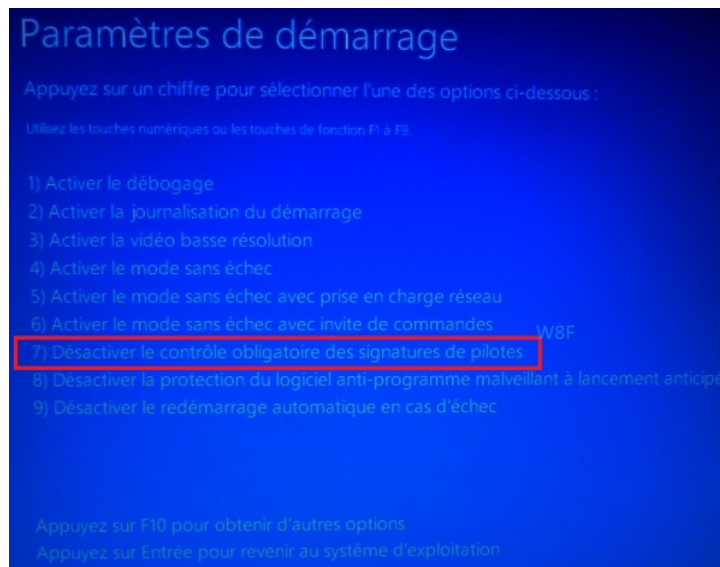 Paramètres de démarrage
Appuyez sur un chiffre pour sélectionner l'une des options ci-dessous :
Utilisez les touches numériques ou les touches de fonction F1 à F9.
1) Activer le débogage
2) Activer la journalisation du démarrage
3) Activer la vidéo basse résolution
4) Activer le mode sans échec
5) Activer le mode sans échec avec prise en charge réseau
6) Activer le mode sans échec avec invite de commandes
W8F
7) Désactiver le contrôle obligatoire des signatures de pilotes
8) Désactiver la protection du logiciel anti-programme malveillant à lancement anticipé
9) Désactiver le redémarrage automatique en cas d'échec
Appuyez sur F10 pour obtenir d'autres options
Appuyez sur Entrée pour revenir au système d'exploitation